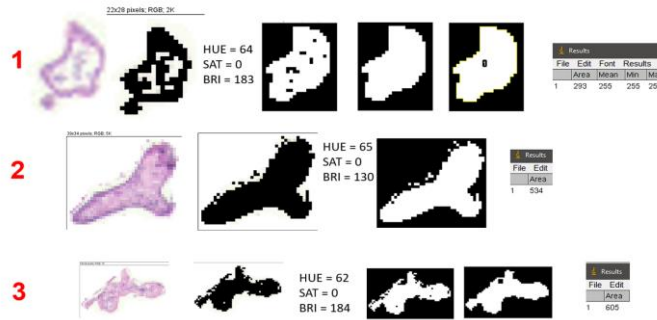 22x28 pixels; RGB; 2K
1
HUE = 64
SAT = 0
BRI = 183
Results
File Edit Font Results
Area Mean Min
1 293 255 255
2
HUE = 65
SAT = 0
BRI = 130
Results
File Edit
Area
1 534
3
HUE = 62
SAT = 0
BRI = 184
Results
File Edit
Area
1 605